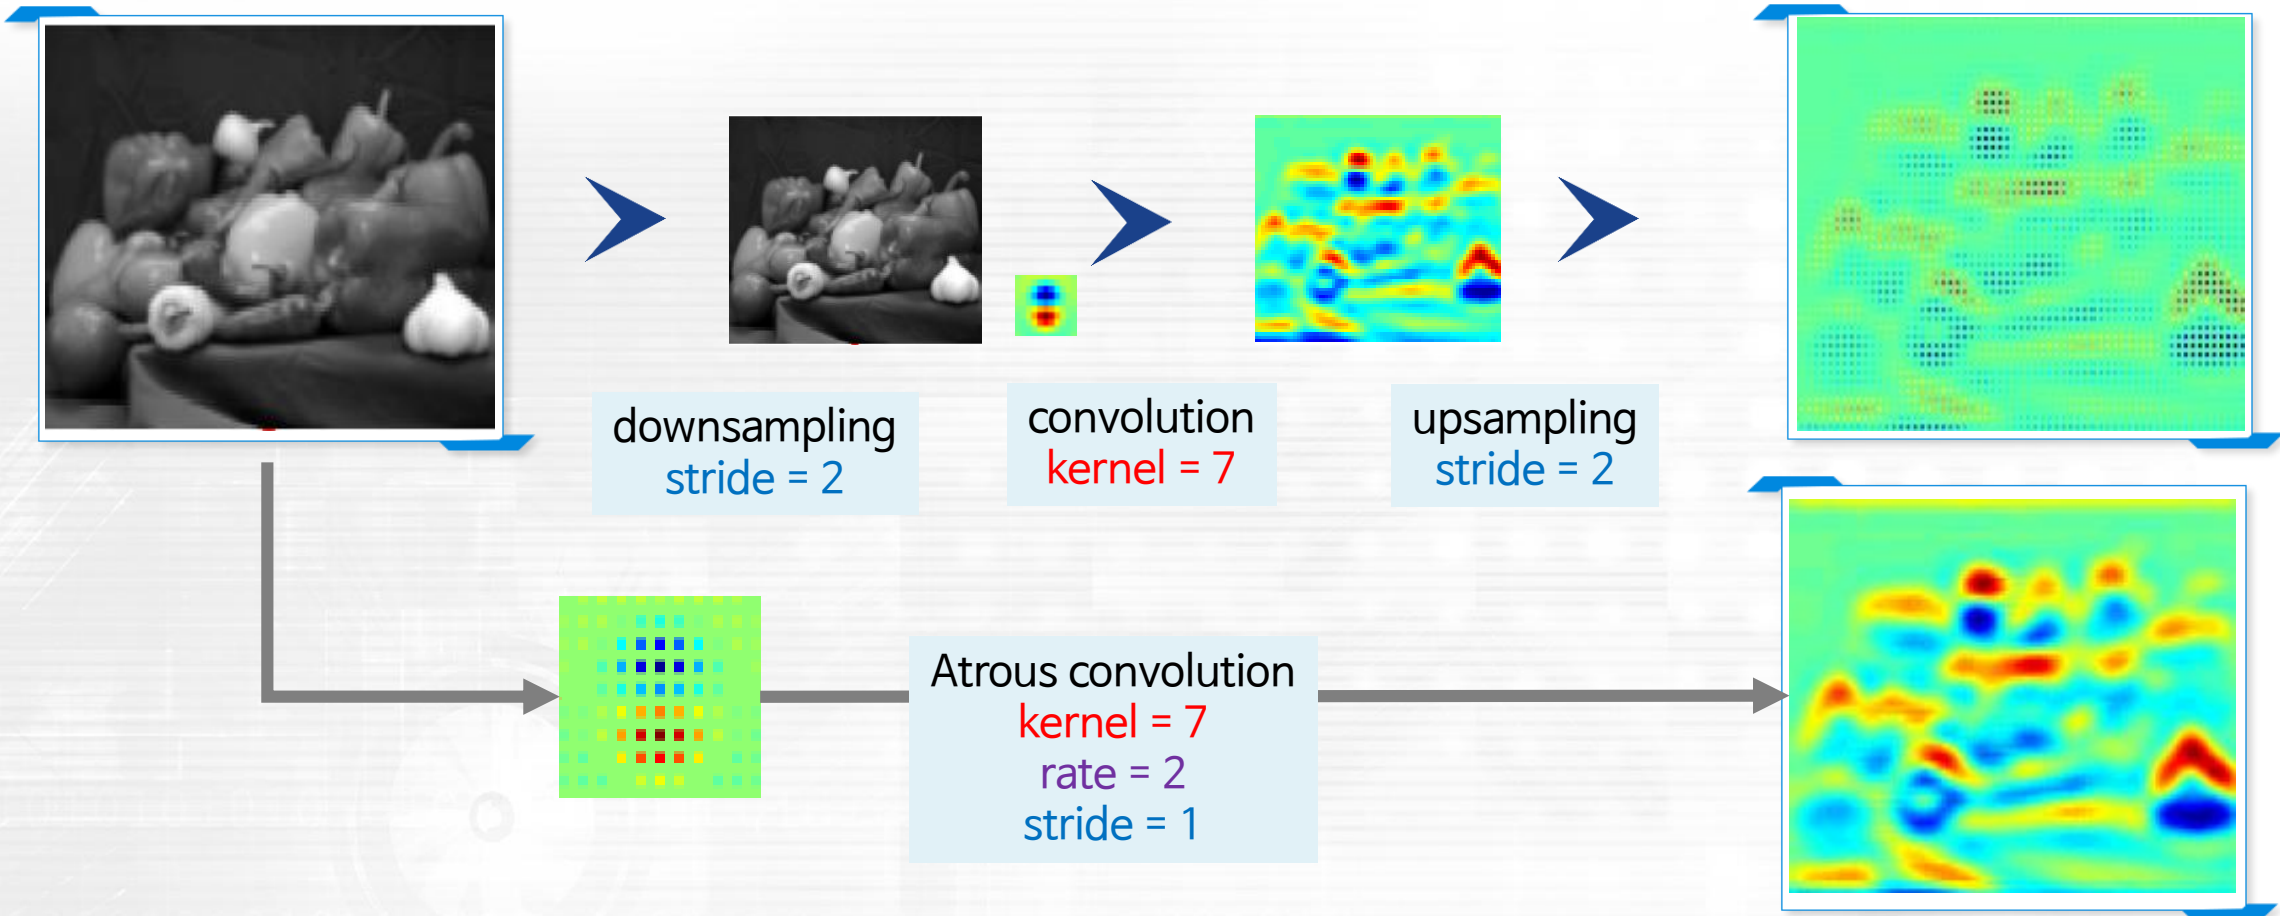 downsampling
stride = 2
convolution
kernel = 7
upsampling
stride = 2
Atrous convolution
kernel = 7
rate = 2
stride = 1